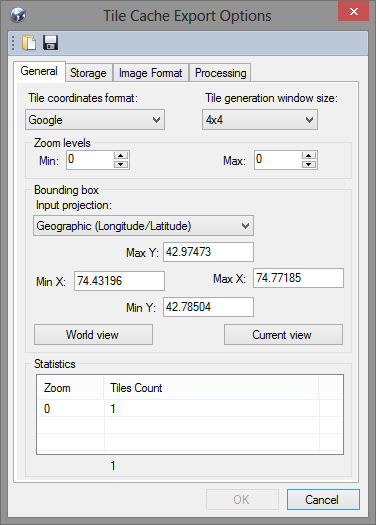 Tile Cache Export Options
General Storage Image Format Processing
Tile coordinates format: Tile generation window size:
Google 4x4
Zoom levels
Min: 0 Max: 0
Bounding box
Input projection:
Geographic (Longitude/Latitude)
Max Y: 42.97473
Min X: 74.43196 Max X: 74.77185
Min Y: 42.78504
World view Current view
Statistics
Zoom Tiles Count
0 1
1
OK Cancel